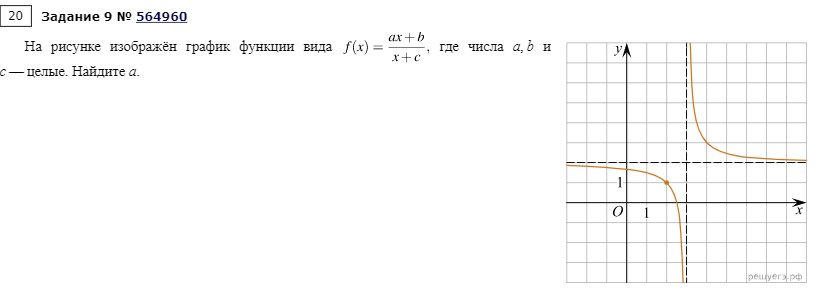 20 Задание 9 № 564960
На рисунке изображён график функции вида f(x) = \frac{ax+b}{x+c}, где числа a, b и
c — целые. Найдите a.
y
1
O 1 x
решуегэ.рф